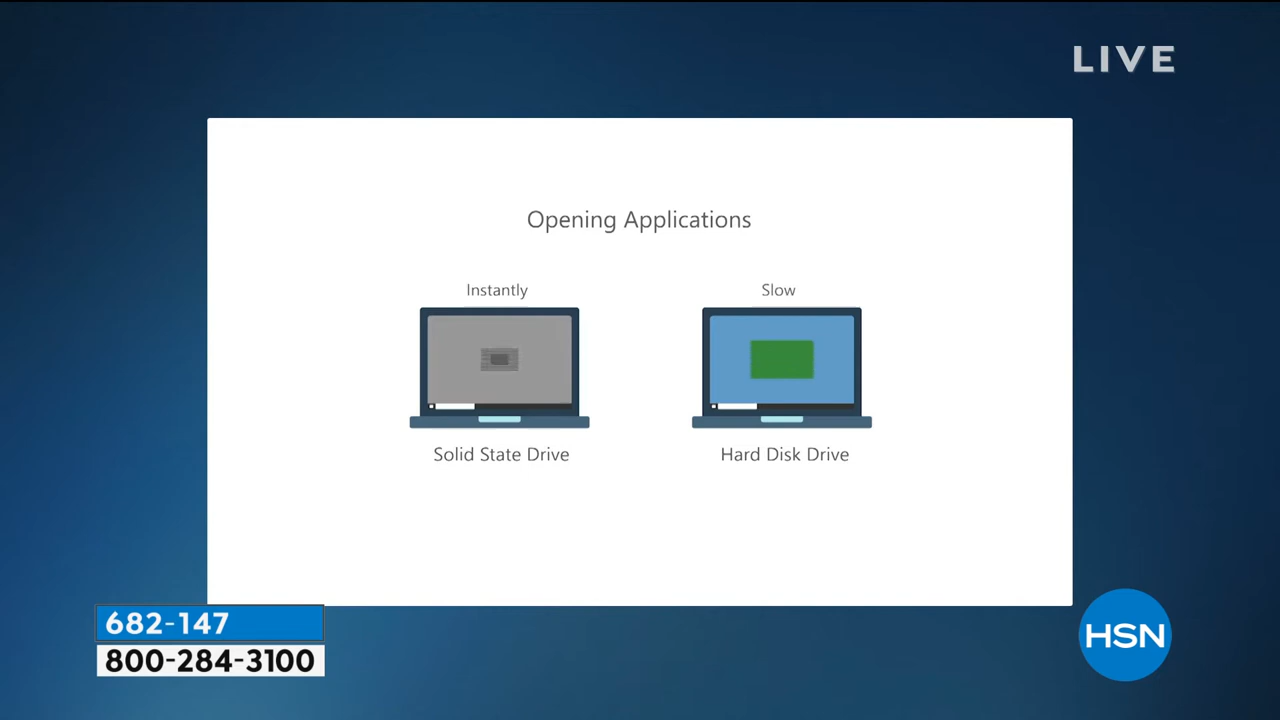 LIVE
Opening Applications
Instantly
Slow
Solid State Drive
Hard Disk Drive
682-147
800-284-3100
HSN